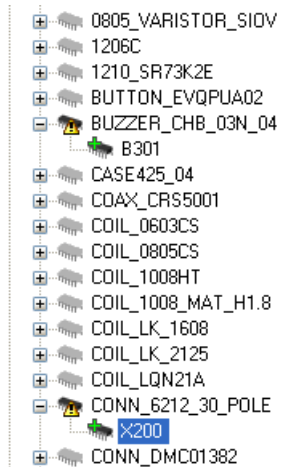 0805_VARISTOR_SIOV
1206C
1210_SR73K2E
BUTTON_EVQPUA02
BUZZER_CHB_03N_04
B301
CASE425_04
COAX_CRS5001
COIL_0603CS
COIL_0805CS
COIL_1008HT
COIL_1008_MAT_H1.8
COIL_LK_1608
COIL_LK_2125
COIL_LQN21A
CONN_6212_30_POLE
X200
CONN_DMC01382